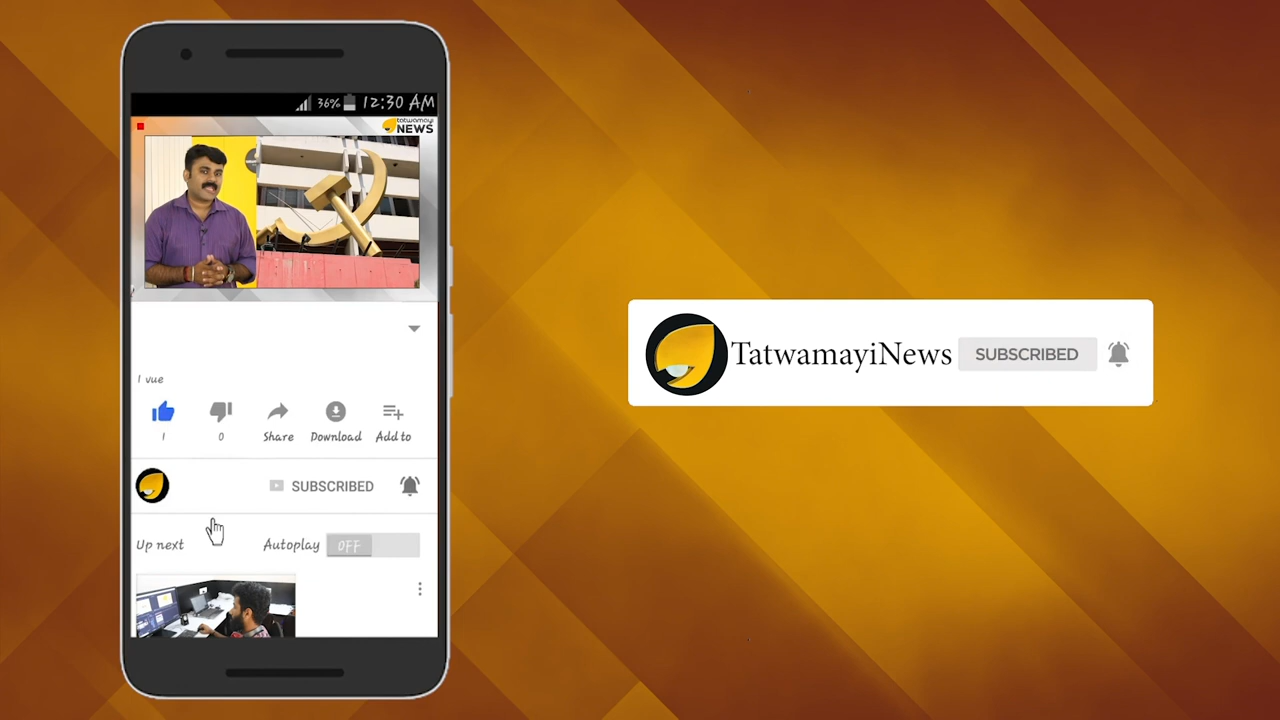 36% 12:30 AM
tatwamayi
NEWS
1 vue
1
0
Share
Download
Add to
SUBSCRIBED
Up next
Autoplay
OFF
TatwamayiNews
SUBSCRIBED